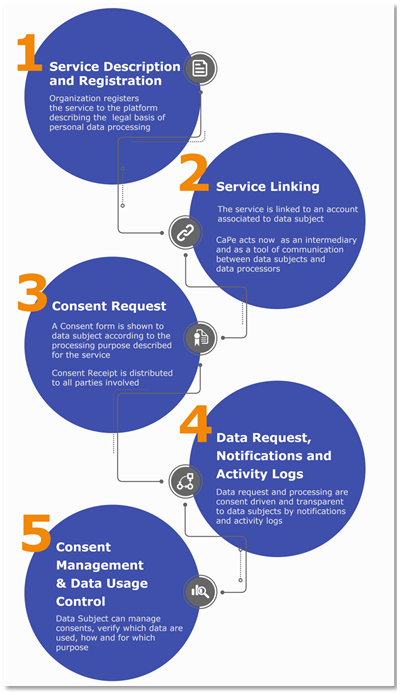 1
Service Description
and Registration
Organization registers
the service to the platform
describing the legal basis of
personal data processing
2
Service Linking
The service is linked to an account
associated to data subject
CaPe acts now as an intermediary
and as a tool of communication
between data subjects and
data processors
3
Consent Request
A Consent form is shown to
data subject according to the
processing purpose described
for the service
Consent Receipt is distributed
to all parties involved
4
Data Request,
Notifications and
Activity Logs
Data request and processing are
consent driven and transparent
to data subjects by notifications
and activity logs
5
Consent
Management
& Data Usage
Control
Data Subject can manage
consents, verify which data are
used, how and for which
purpose